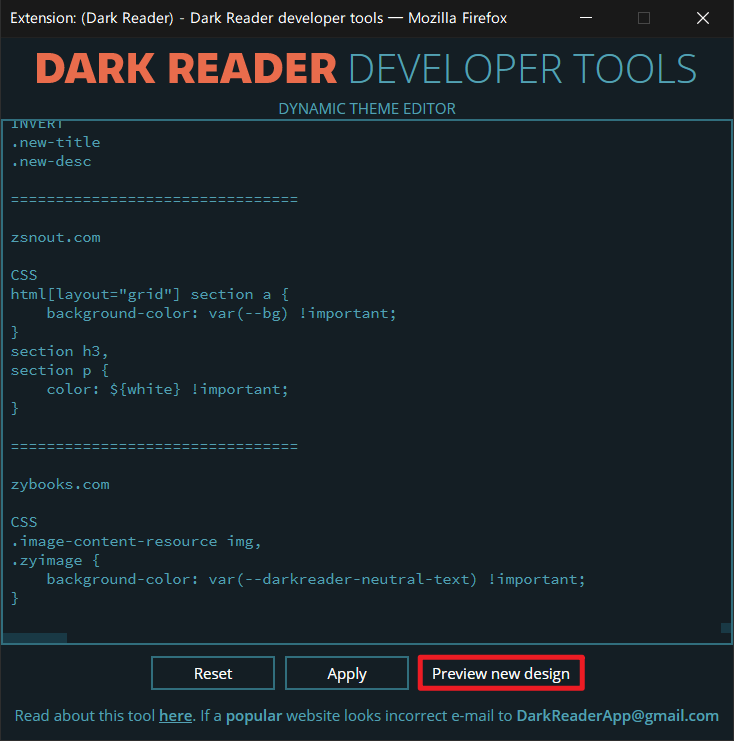 Extension: (Dark Reader) - Dark Reader developer tools — Mozilla Firefox
DARK READER DEVELOPER TOOLS
DYNAMIC THEME EDITOR
INVERT
.new-title
.new-desc
================================
zsnout.com
CSS
html[layout="grid"] section a {
    background-color: var(--bg) !important;
}
section h3,
section p {
    color: ${white} !important;
}
================================
zybooks.com
CSS
.image-content-resource img,
.zyimage {
    background-color: var(--darkreader-neutral-text) !important;
}
Reset Apply Preview new design
Read about this tool here. If a popular website looks incorrect e-mail to DarkReaderApp@gmail.com